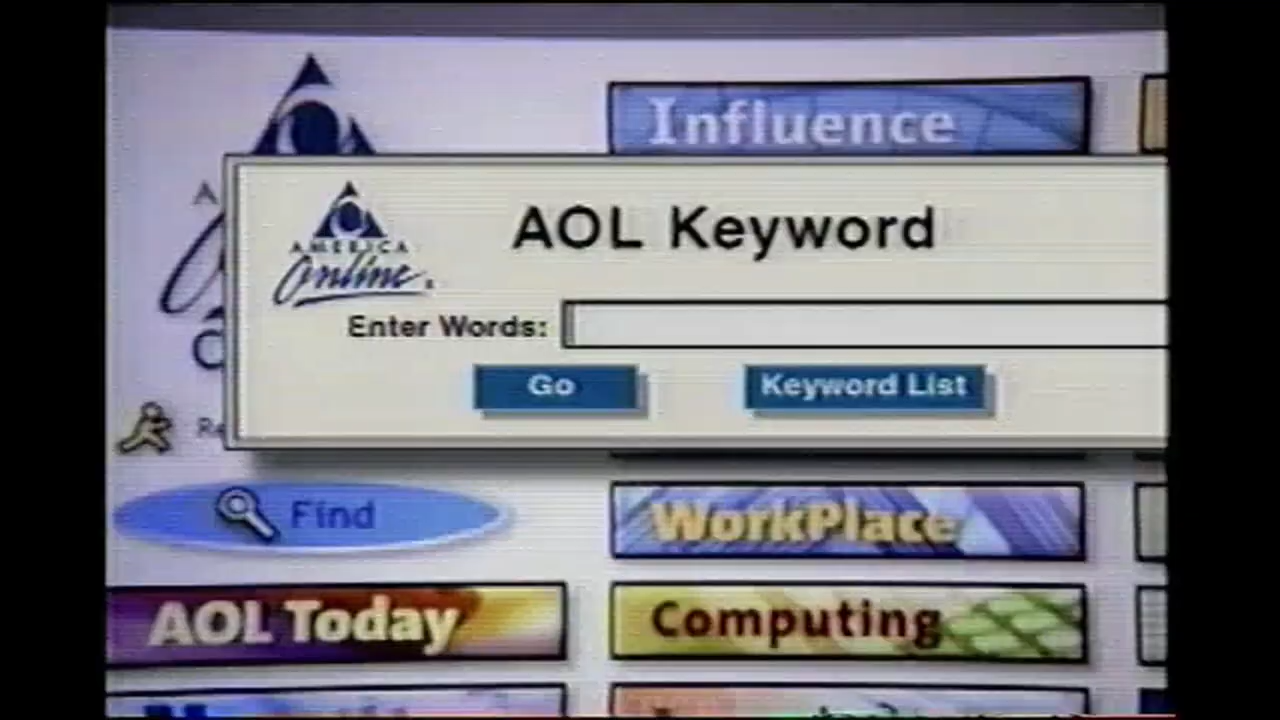 Influence
AOL Keyword
AMERICA
Online
Enter Words:
Go
Keyword List
Find
WorkPlace
AOL Today
Computing